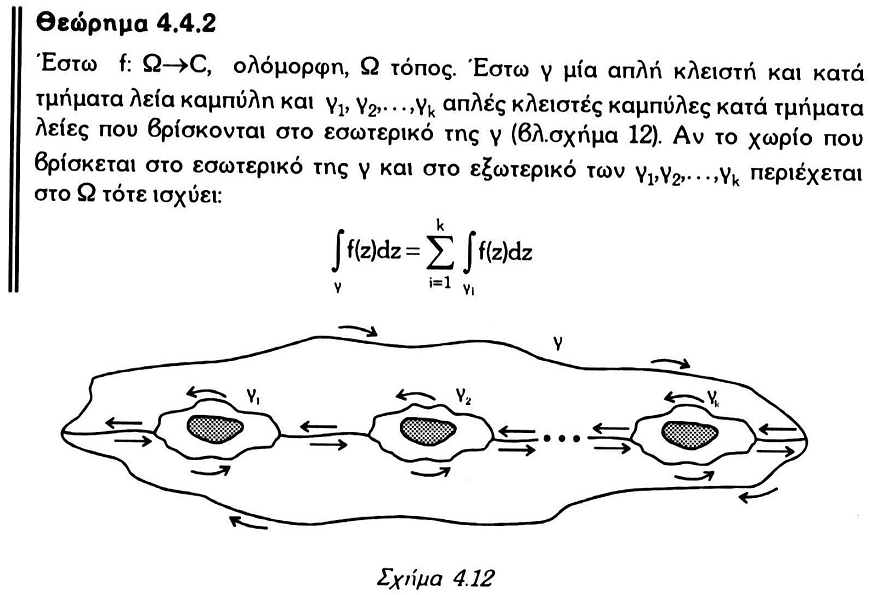 Θεώρημα 4.4.2
Έστω f: Ω→C, ολόμορφη, Ω τόπος. Έστω γ μία απλή κλειστή και κατά
τμήματα λεία καμπύλη και γ₁, γ₂,...,γₖ απλές κλειστές καμπύλες κατά τμήματα
λείες που βρίσκονται στο εσωτερικό της γ (βλ.σχήμα 12). Αν το χωρίο που
βρίσκεται στο εσωτερικό της γ και στο εξωτερικό των γ₁,γ₂,...,γₖ περιέχεται
στο Ω τότε ισχύει:
∫_γ f(z)dz = ∑_{i=1}^{k} ∫_{γ_i} f(z)dz
γ
γ₁ γ₂ γₖ
Σχήμα 4.12